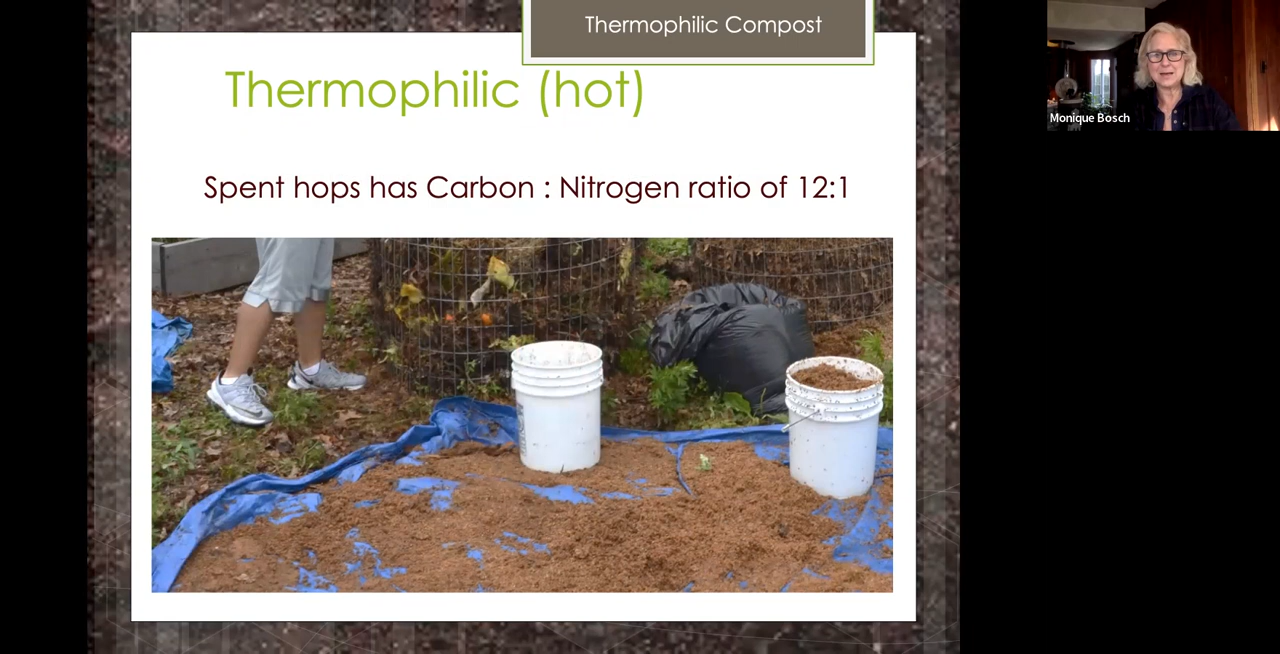 Thermophilic Compost
Thermophilic (hot)
Spent hops has Carbon : Nitrogen ratio of 12:1
Monique Bosch